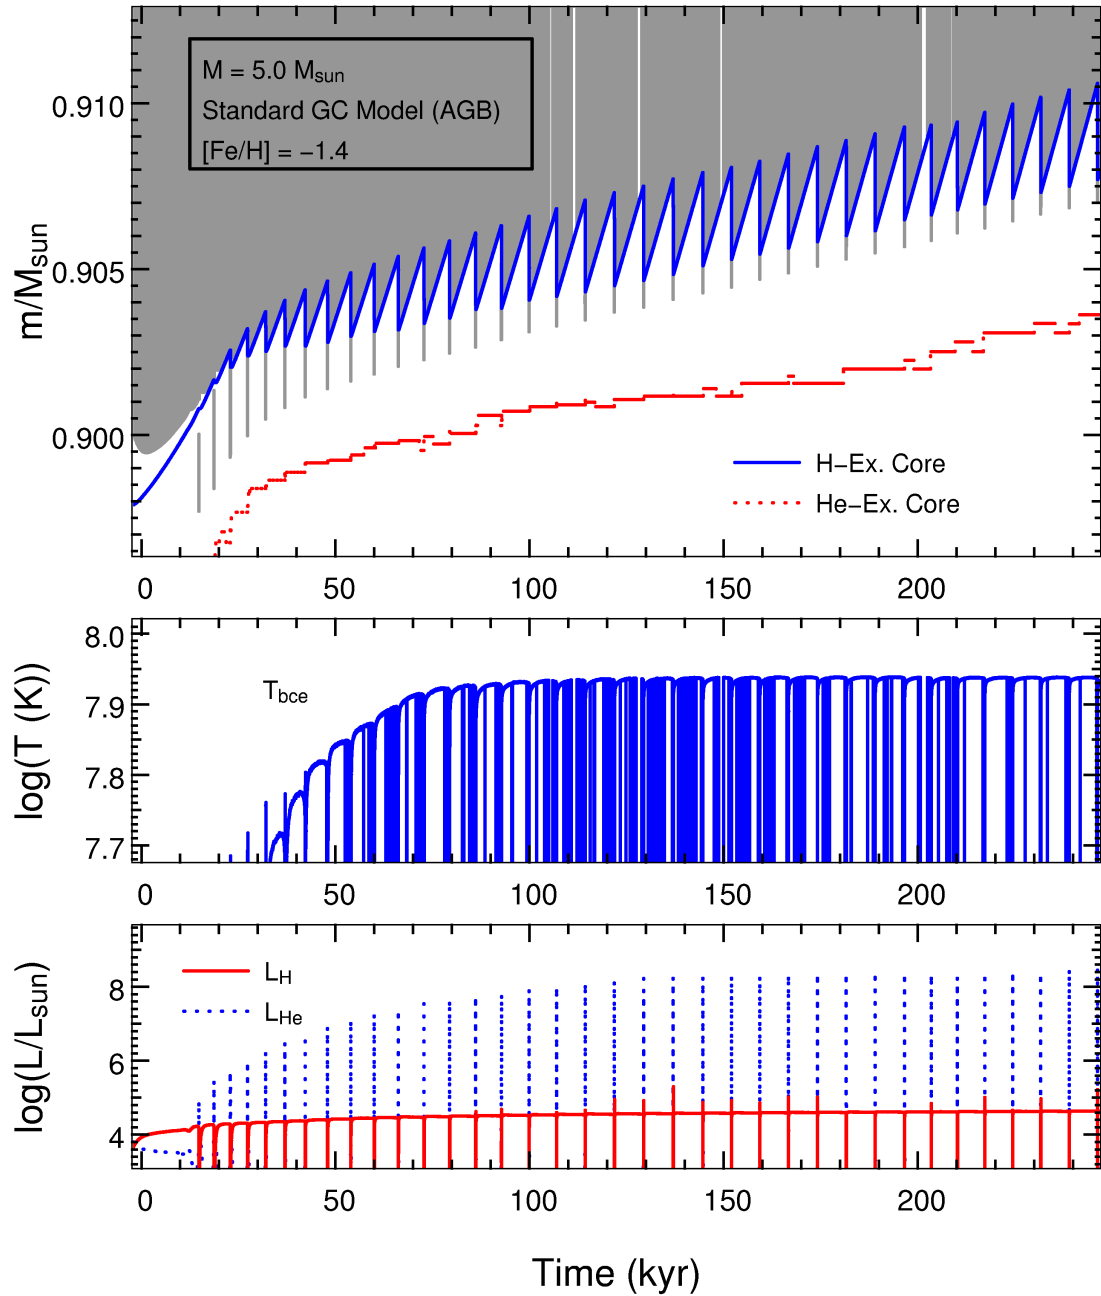 M = 5.0 Msun
Standard GC Model (AGB)
[Fe/H] = −1.4
m/Msun
0.910
0.905
0.900
H−Ex. Core
He−Ex. Core
0 50 100 150 200
log(T (K))
8.0
7.9
7.8
7.7
Tbce
0 50 100 150 200
log(L/Lsun)
8
6
4
LH
LHe
0 50 100 150 200
Time (kyr)